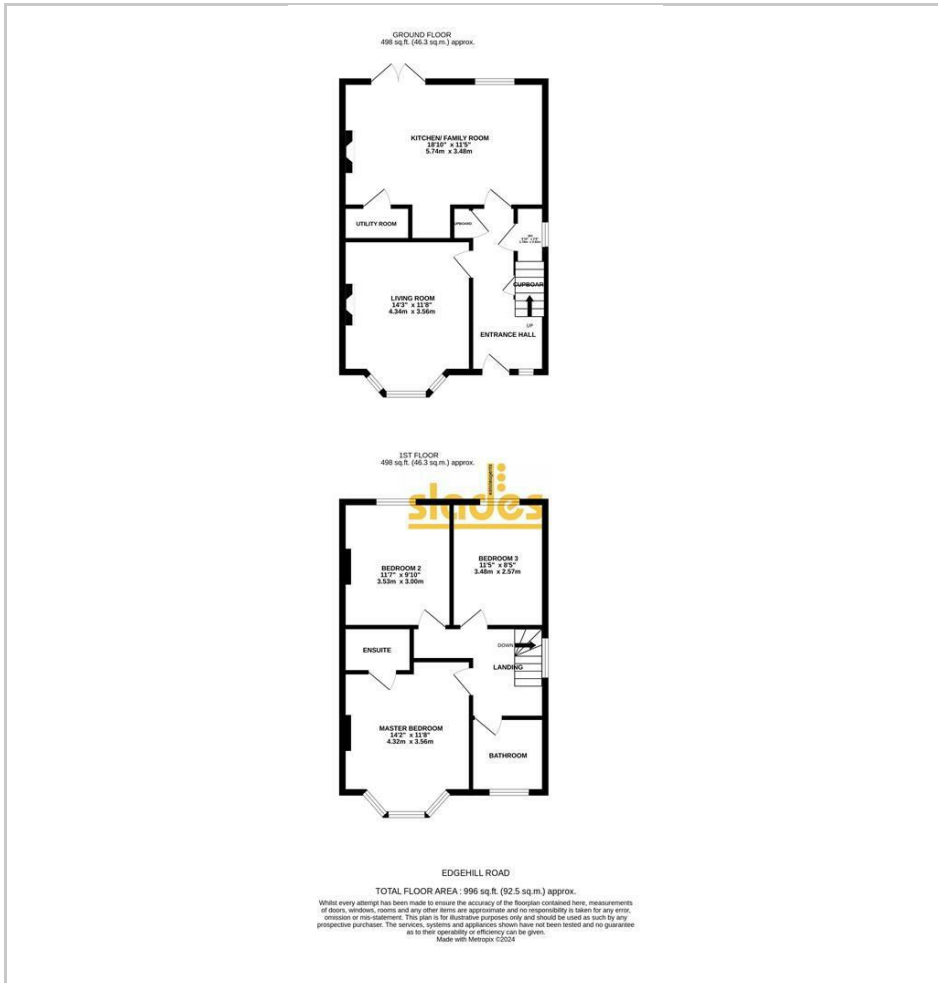 GROUND FLOOR
498 sq.ft. (46.3 sq.m.) approx.
KITCHEN/ FAMILY ROOM
18'10" x 11'5"
5.74m x 3.48m
UTILITY ROOM
LIVING ROOM
14'3" x 11'8"
4.34m x 3.56m
CUPBOARD
UP
ENTRANCE HALL
1ST FLOOR
498 sq.ft. (46.3 sq.m.) approx.
slades
BEDROOM 2
11'7" x 9'10"
3.53m x 3.00m
BEDROOM 3
11'5" x 8'5"
3.48m x 2.57m
ENSUITE
DOWN
LANDING
MASTER BEDROOM
14'2" x 11'8"
4.32m x 3.56m
BATHROOM
EDGEHILL ROAD
TOTAL FLOOR AREA : 996 sq.ft. (92.5 sq.m.) approx.
Whilst every attempt has been made to ensure the accuracy of the floorplan contained here, measurements
of doors, windows, rooms and any other items are approximate and no responsibility is taken for any error,
omission or mis-statement. This plan is for illustrative purposes only and should be used as such by any
prospective purchaser. The services, systems and appliances shown have not been tested and no guarantee
as to their operability or efficiency can be given.
Made with Metropix ©2024